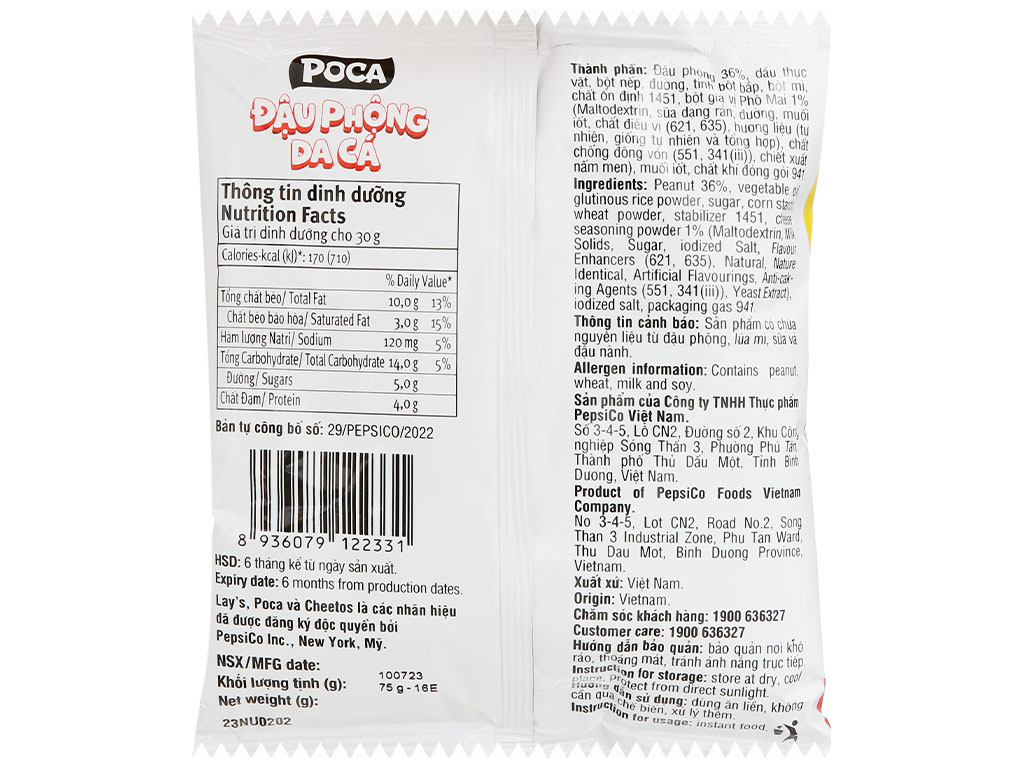 POCA
ĐẬU PHỘNG
DA CÁ
Thông tin dinh dưỡng
Nutrition Facts
Giá trị dinh dưỡng cho 30 g
Calories-kcal (kJ)*: 170 (710)
% Daily Value*
Tổng chất béo/ Total Fat 10,0 g 13%
Chất béo bão hòa/ Saturated Fat 3,0 g 15%
Hàm lượng Natri/ Sodium 120 mg 5%
Tổng Carbohydrate/ Total Carbohydrate 14,0 g 5%
Đường/ Sugars 5,0 g
Chất Đạm/ Protein 4,0 g
Bản tự công bố số: 29/PEPSICO/2022
8 936079 122331
HSD: 6 tháng kể từ ngày sản xuất.
Expiry date: 6 months from production dates.
Lay's, Poca và Cheetos là các nhãn hiệu
đã được đăng ký độc quyền bởi
PepsiCo Inc., New York, Mỹ.
NSX/MFG date: 100723
Khối lượng tịnh (g): 75 g - 16E
Net weight (g):
23NU0202
Thành phần: Đậu phộng 36%, dầu thực
vật, bột nếp, đường, tinh bột bắp, bột mì,
chất ổn định 1451, bột gia vị Phô Mai 1%
(Maltodextrin, sữa dạng rắn, đường, muối
iốt, chất điều vị (621, 635), hương liệu (tự
nhiên, giống tự nhiên và tổng hợp), chất
chống đông vón (551, 341(iii)), chiết xuất
nấm men), muối iốt, chất khí đóng gói 941
Ingredients: Peanut 36%, vegetable
glutinous rice powder, sugar, corn
wheat powder, stabilizer 1451,
seasoning powder 1% (Maltodextrin,
Solids, Sugar, iodized Salt, Flavour
Enhancers (621, 635), Natural, Nature
Identical, Artificial Flavourings, Anti-cak-
ing Agents (551, 341(iii)), Yeast Extract),
iodized salt, packaging gas 941.
Thông tin cảnh báo: Sản phẩm có chứa
nguyên liệu từ đậu phộng, lúa mì, sữa và
đậu nành.
Allergen information: Contains peanut,
wheat, milk and soy.
Sản phẩm của Công ty TNHH Thực phẩm
PepsiCo Việt Nam.
Số 3-4-5, Lô CN2, Đường số 2, Khu Công
nghiệp Sóng Thần 3, Phường Phú Tân,
Thành phố Thủ Dầu Một, Tỉnh Bình
Dương, Việt Nam.
Product of PepsiCo Foods Vietnam
Company.
No 3-4-5, Lot CN2, Road No.2, Song
Than 3 Industrial Zone, Phu Tan Ward,
Thu Dau Mot, Binh Duong Province,
Vietnam.
Xuất xứ: Việt Nam.
Origin: Vietnam.
Chăm sóc khách hàng: 1900 636327
Customer care: 1900 636327
Hướng dẫn bảo quản: bảo quản nơi khô
ráo, thoáng mát, tránh ánh nắng trực tiếp.
Instruction for storage: store at dry, cool
place, protect from direct sunlight.
Hướng dẫn sử dụng: dùng ăn liền, không
cần qua chế biến, xử lý thêm.
Instruction for usage: instant food,